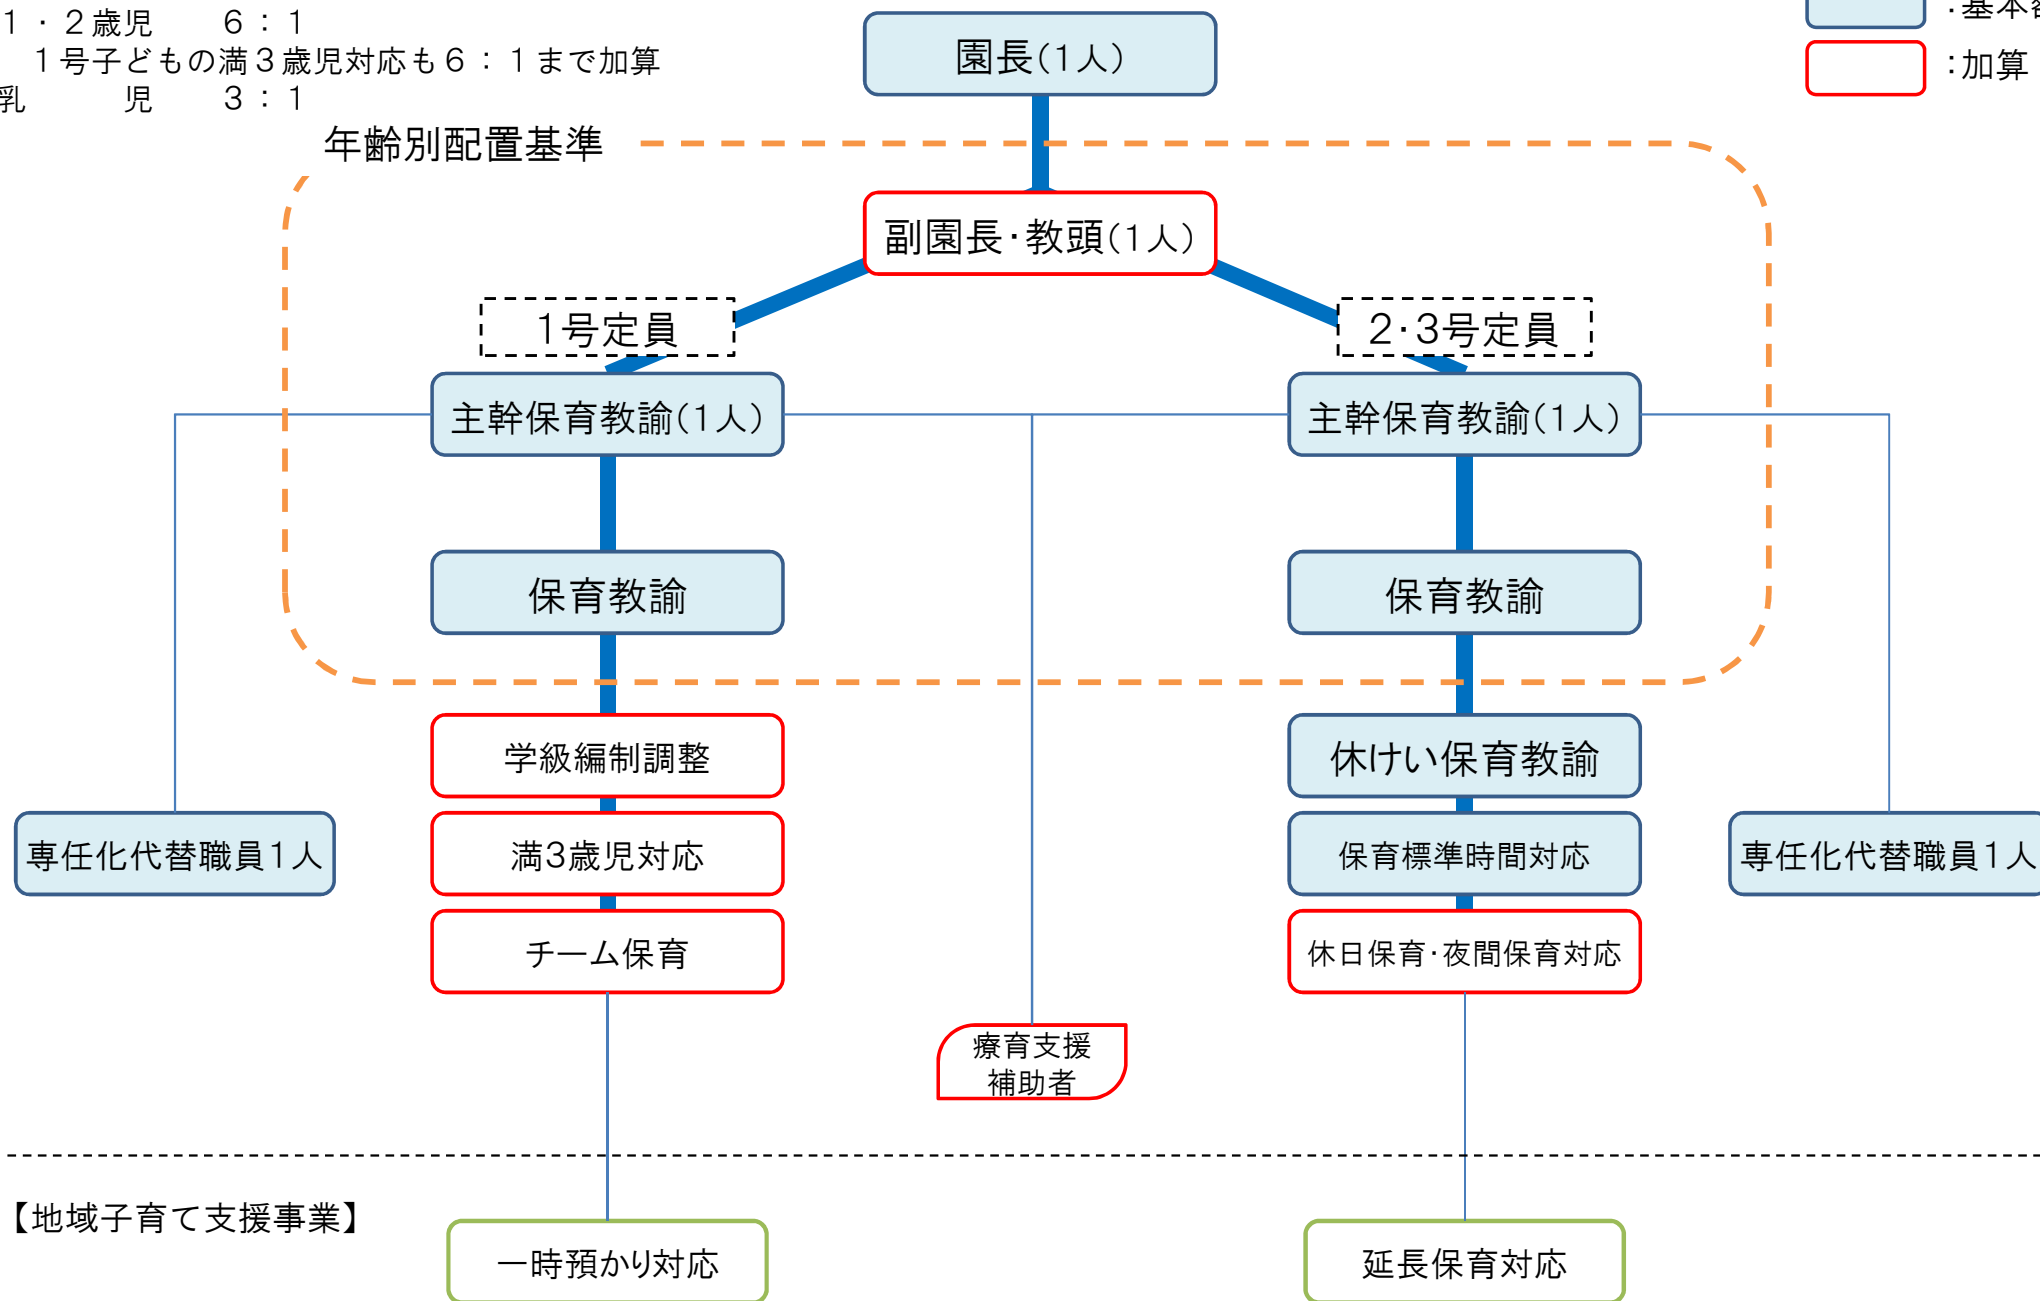 1・2歳児　　6：1
1号子どもの満3歳児対応も6：1まで加算
乳　　児　　3：1
：加算
園長(1人)
年齢別配置基準
副園長・教頭(1人)
1号定員
2・3号定員
主幹保育教諭(1人)
主幹保育教諭(1人)
保育教諭
保育教諭
学級編制調整
休けい保育教諭
専任化代替職員1人
満3歳児対応
保育標準時間対応
専任化代替職員1人
チーム保育
休日保育・夜間保育対応
療育支援
補助者
【地域子育て支援事業】
一時預かり対応
延長保育対応